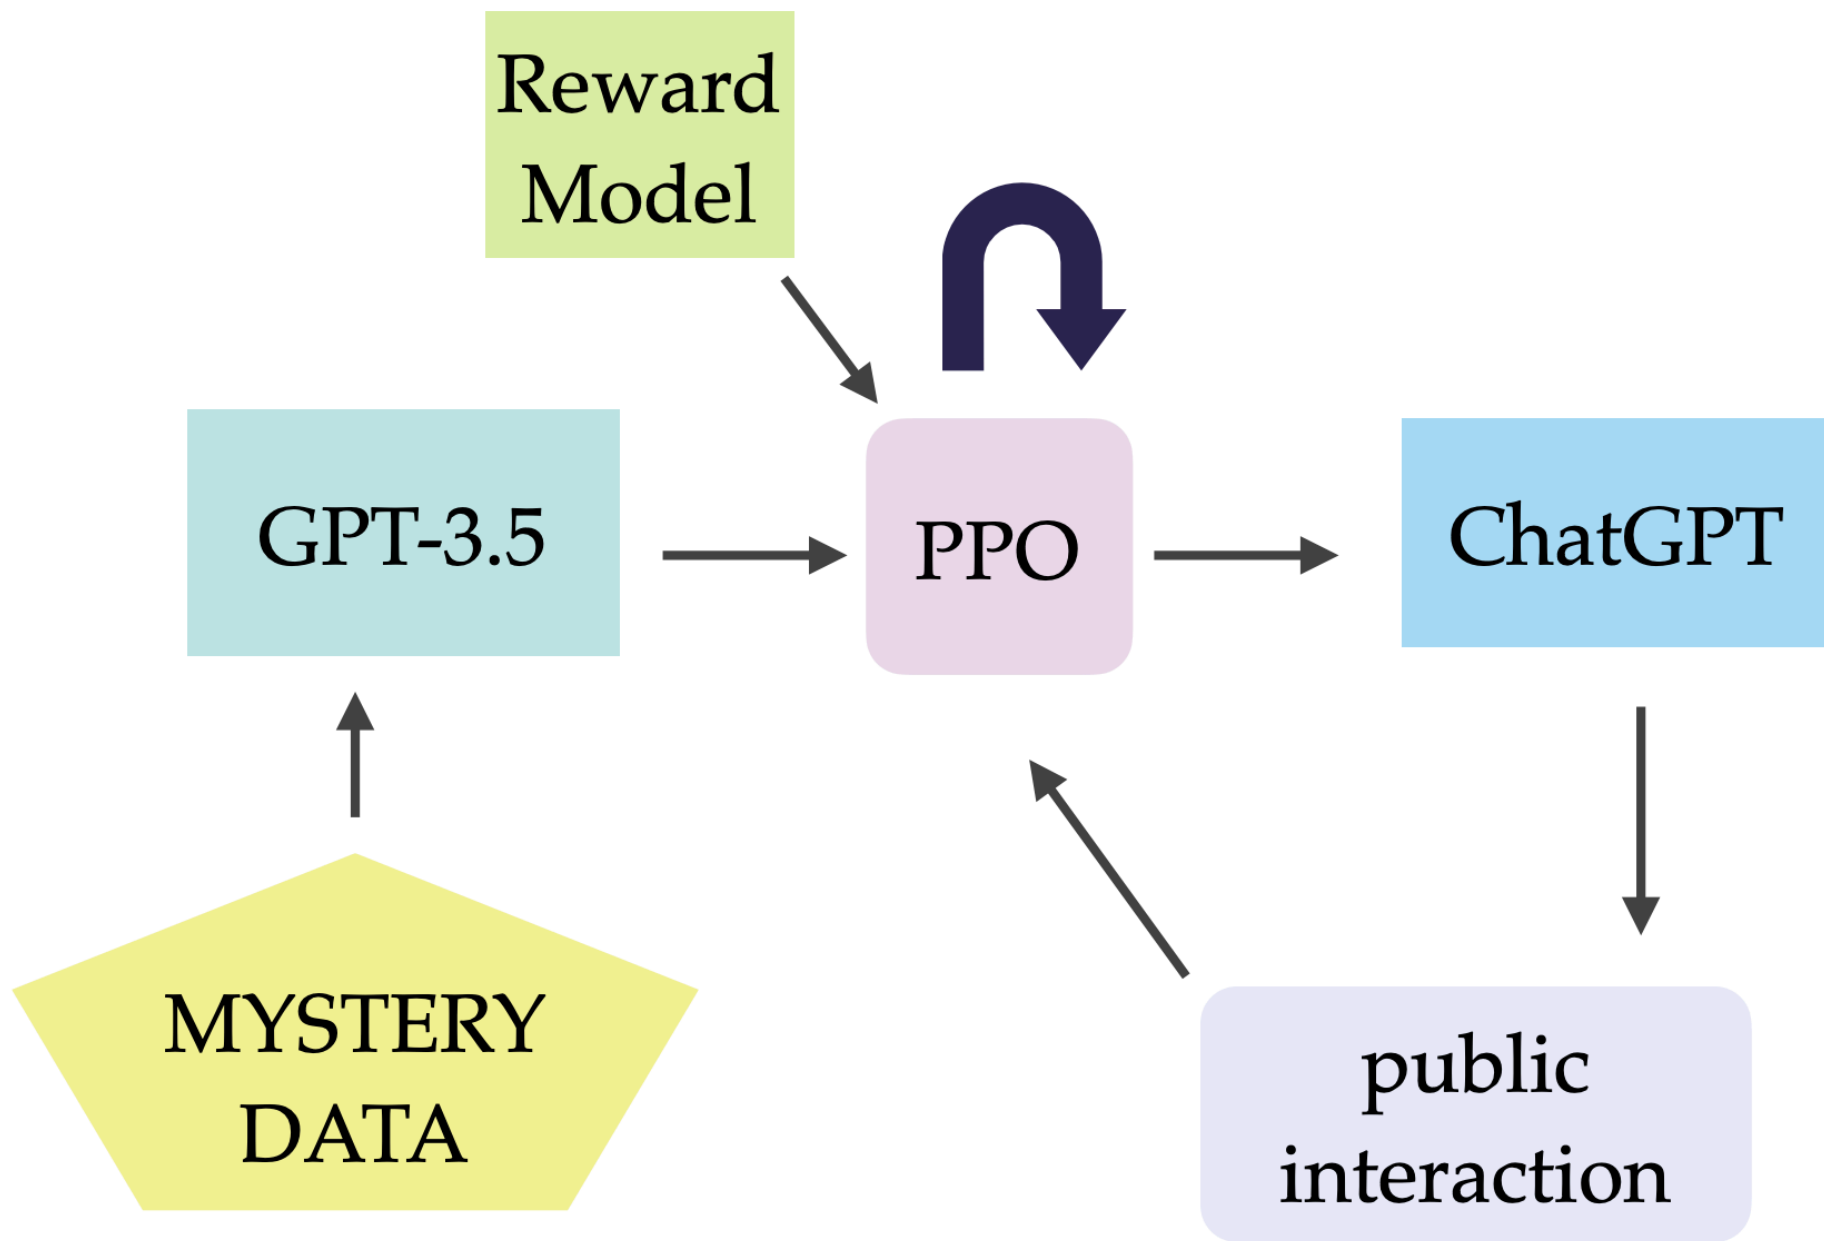 Reward
Model
GPT-3.5
PPO
ChatGPT
MYSTERY
DATA
public
interaction